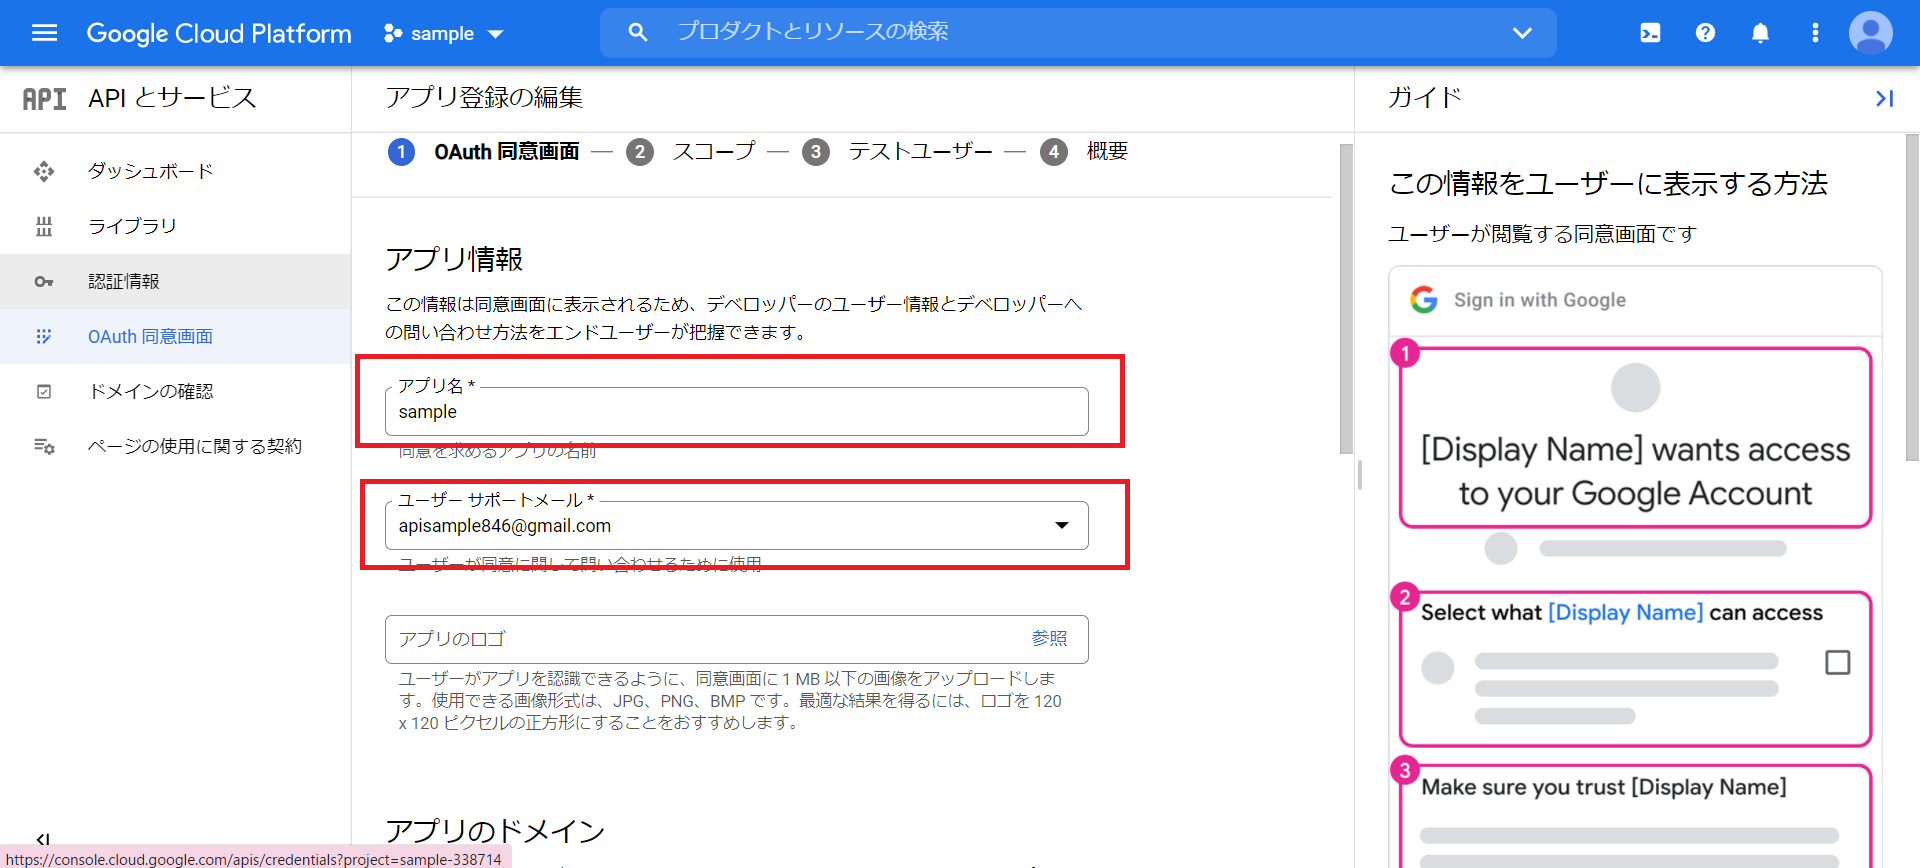 Google Cloud Platform
sample
プロダクトとリソースの検索
API
API とサービス
ダッシュボード
ライブラリ
認証情報
OAuth 同意画面
ドメインの確認
ページの使用に関する契約
アプリ登録の編集
1 OAuth 同意画面 — 2 スコープ — 3 テストユーザー — 4 概要
アプリ情報
この情報は同意画面に表示されるため、デベロッパーのユーザー情報とデベロッパーへ
の問い合わせ方法をエンドユーザーが把握できます。
アプリ名 *
sample
同意を求めるアプリの名前
ユーザー サポートメール *
apisample846@gmail.com
ユーザーが同意に関して問い合わせるために使用
アプリのロゴ
参照
ユーザーがアプリを認識できるように、同意画面に 1 MB 以下の画像をアップロードしま
す。使用できる画像形式は、JPG、PNG、BMP です。最適な結果を得るには、ロゴを 120
x 120 ピクセルの正方形にすることをおすすめします。
アプリのドメイン
ガイド
この情報をユーザーに表示する方法
ユーザーが閲覧する同意画面です
Sign in with Google
1
[Display Name] wants access
to your Google Account
2
Select what [Display Name] can access
3
Make sure you trust [Display Name]
https://console.cloud.google.com/apis/credentials?project=sample-338714